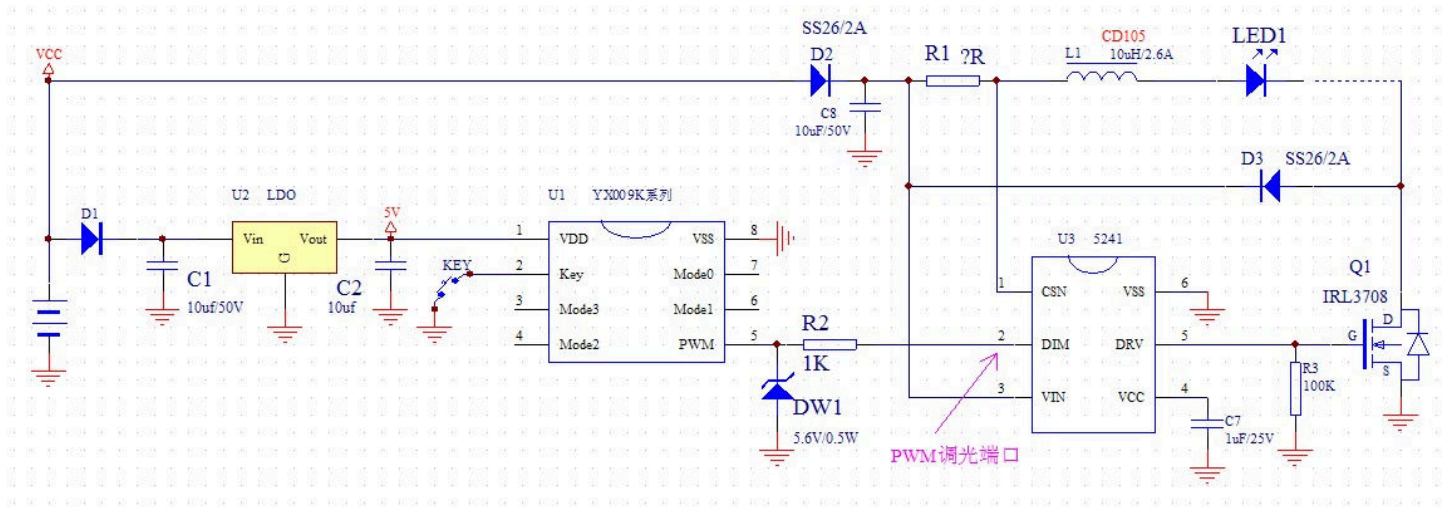 SS26/2A
VCC
D2
R1 ?R
CD105
L1 10uH/2.6A
LED1
C8
10uF/50V
D3 SS26/2A
U2 LDO
U1 YX009K系列
D1
5V
Vin Vout
G
1 VDD VSS 8
U3 5241
KEY
2 Key Mode0 7
C1
10uf/50V
C2
10uf
3 Mode3 Mode1 6
4 Mode2 PWM 5
R2
1K
1 CSN VSS 6
2 DIM DRV 5
3 VIN VCC 4
Q1
IRL3708
D
G
S
R3
100K
DW1
5.6V/0.5W
C7
1uF/25V
PWM调光端口